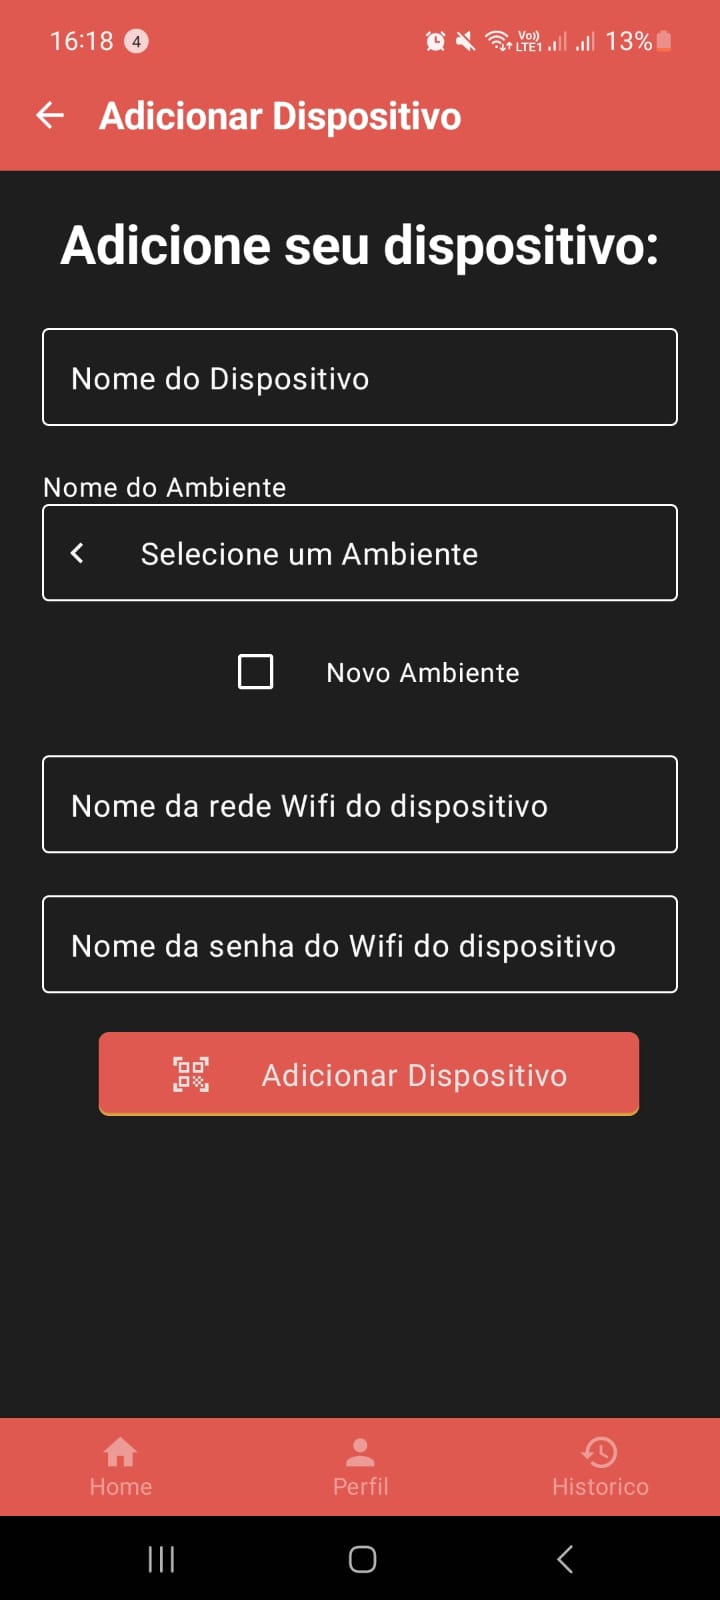 16:18 4 Vo)) LTE1 13%
Adicionar Dispositivo
Adicione seu dispositivo:
Nome do Dispositivo
Nome do Ambiente
Selecione um Ambiente
Novo Ambiente
Nome da rede Wifi do dispositivo
Nome da senha do Wifi do dispositivo
Adicionar Dispositivo
Home Perfil Historico